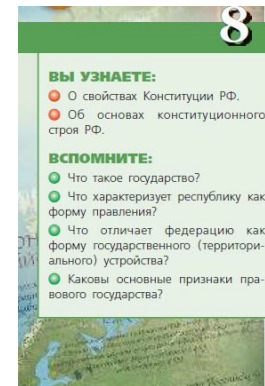 8
ВЫ УЗНАЕТЕ:
О свойствах Конституции РФ.
Об основах конституционного
строя РФ.
ВСПОМНИТЕ:
Что такое государство?
Что характеризует республику как
форму правления?
Что отличает федерацию как
форму государственного (территори-
ального) устройства?
Каковы основные признаки пра-
вового государства?